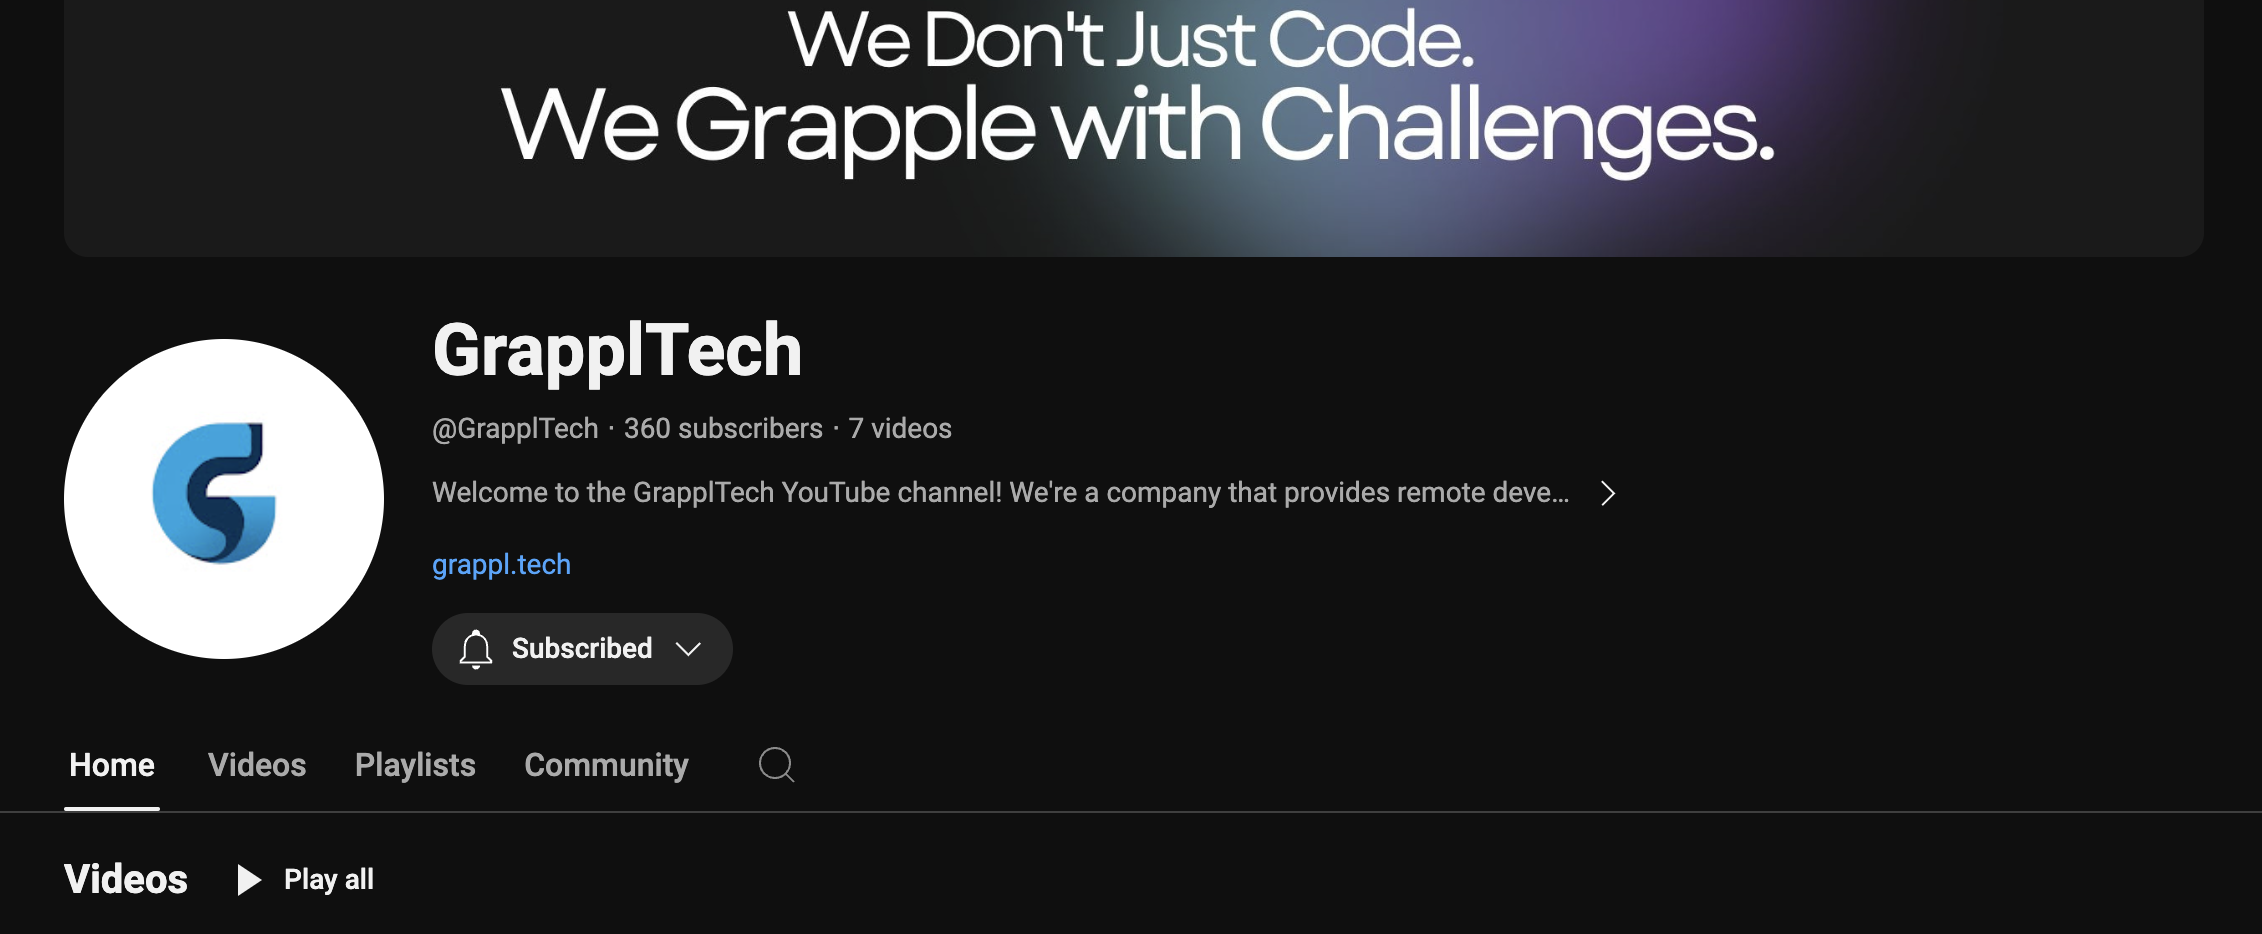 We Don't Just Code.
We Grapple with Challenges.
GrapplTech
@GrapplTech · 360 subscribers · 7 videos
Welcome to the GrapplTech YouTube channel! We're a company that provides remote deve...
grappl.tech
Subscribed
Home Videos Playlists Community
Videos Play all